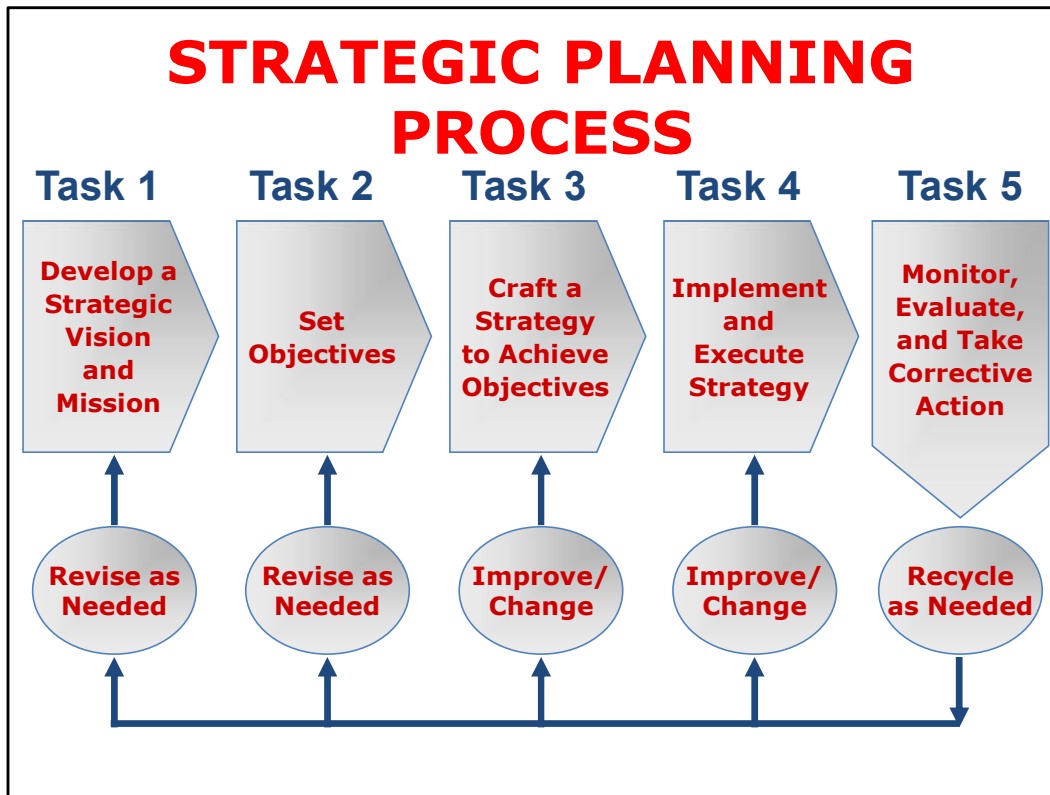 STRATEGIC PLANNING
PROCESS
Task 1
Task 2
Task 3
Task 4
Task 5
Develop a
Strategic
Vision
and
Mission
Set
Objectives
Craft a
Strategy
to Achieve
Objectives
Implement
and
Execute
Strategy
Monitor,
Evaluate,
and Take
Corrective
Action
Revise as
Needed
Revise as
Needed
Improve/
Change
Improve/
Change
Recycle
as Needed